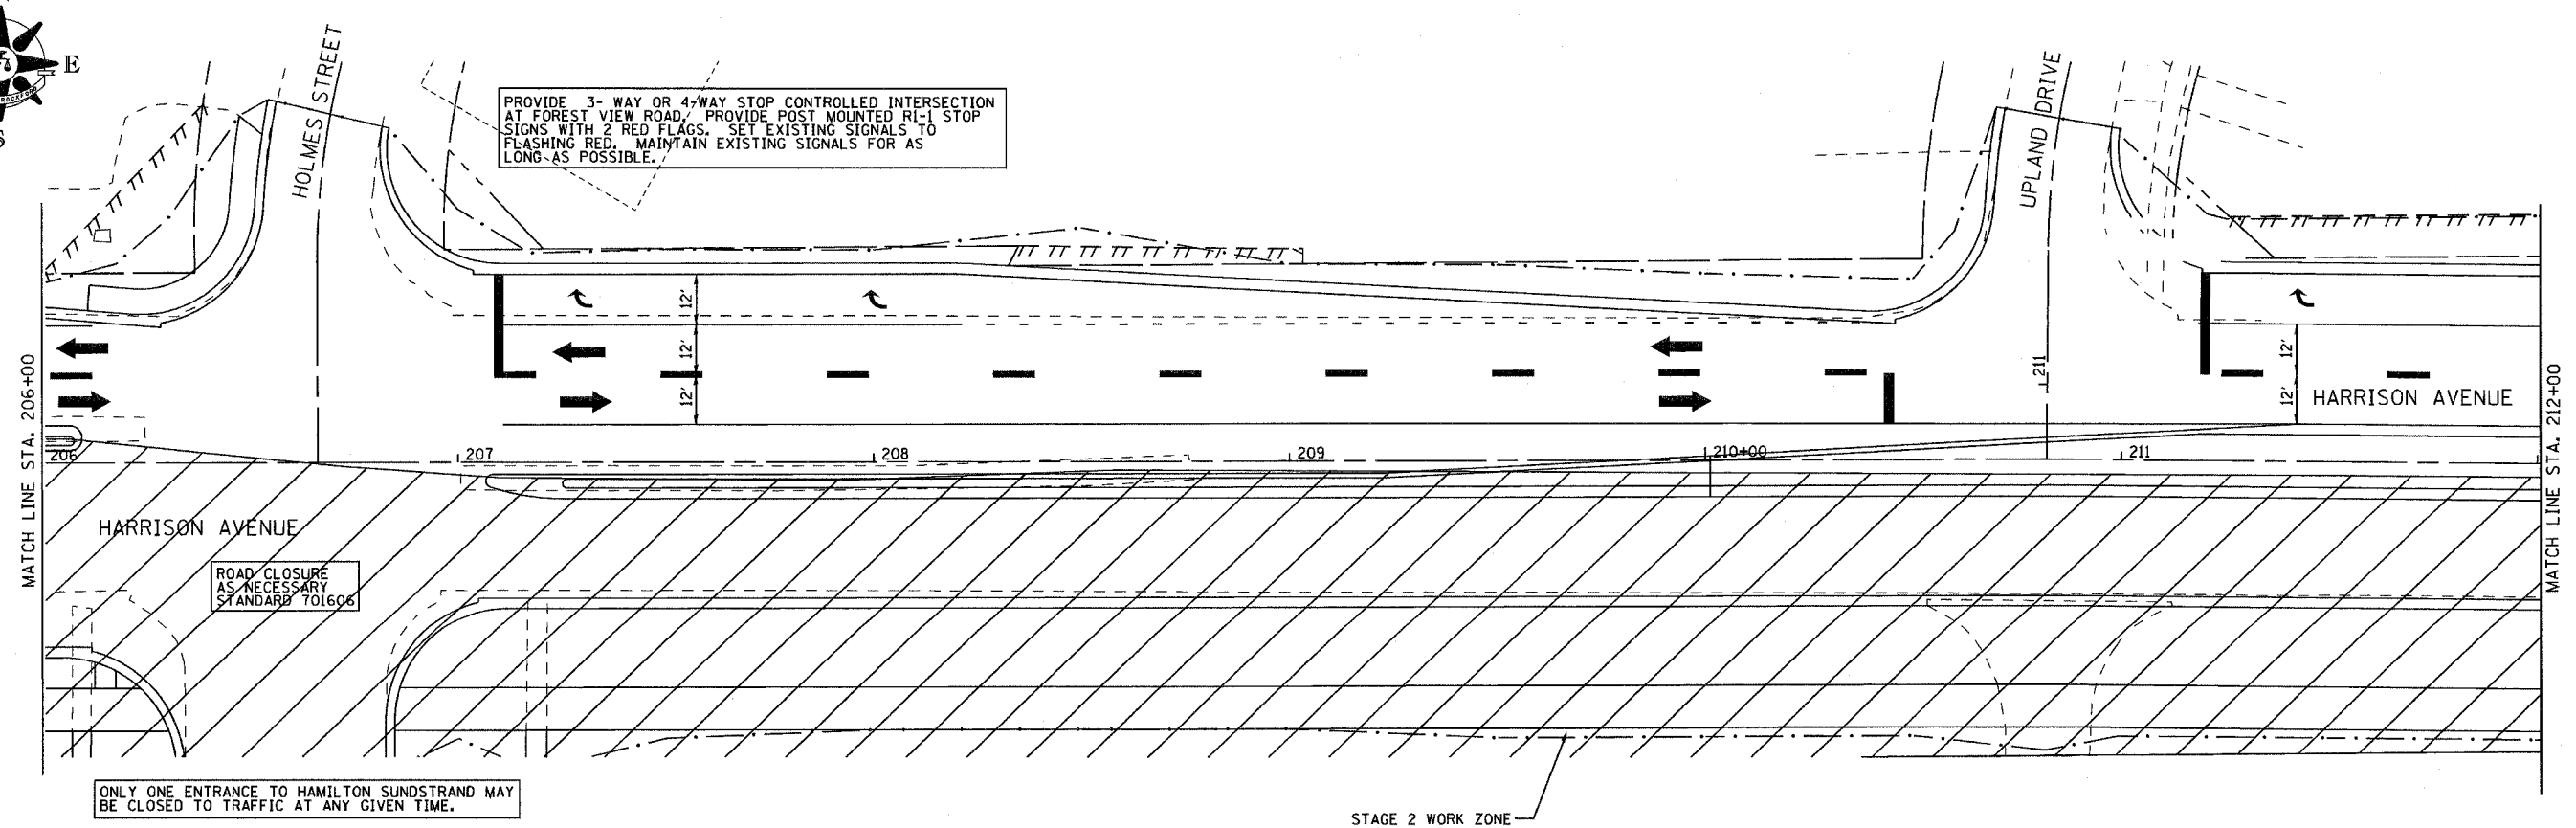 E
S
ROCKFORD
HOLMES STREET
PROVIDE 3- WAY OR 4-WAY STOP CONTROLLED INTERSECTION
AT FOREST VIEW ROAD. PROVIDE POST MOUNTED R1-1 STOP
SIGNS WITH 2 RED FLAGS. SET EXISTING SIGNALS TO
FLASHING RED. MAINTAIN EXISTING SIGNALS FOR AS
LONG AS POSSIBLE.
UPLAND DRIVE
12'
12'
12'
211
12'
12'
HARRISON AVENUE
MATCH LINE STA. 206+00
206
207
208
209
210+00
211
MATCH LINE STA. 212+00
HARRISON AVENUE
ROAD CLOSURE
AS NECESSARY
STANDARD 701606
ONLY ONE ENTRANCE TO HAMILTON SUNDSTRAND MAY
BE CLOSED TO TRAFFIC AT ANY GIVEN TIME.
STAGE 2 WORK ZONE